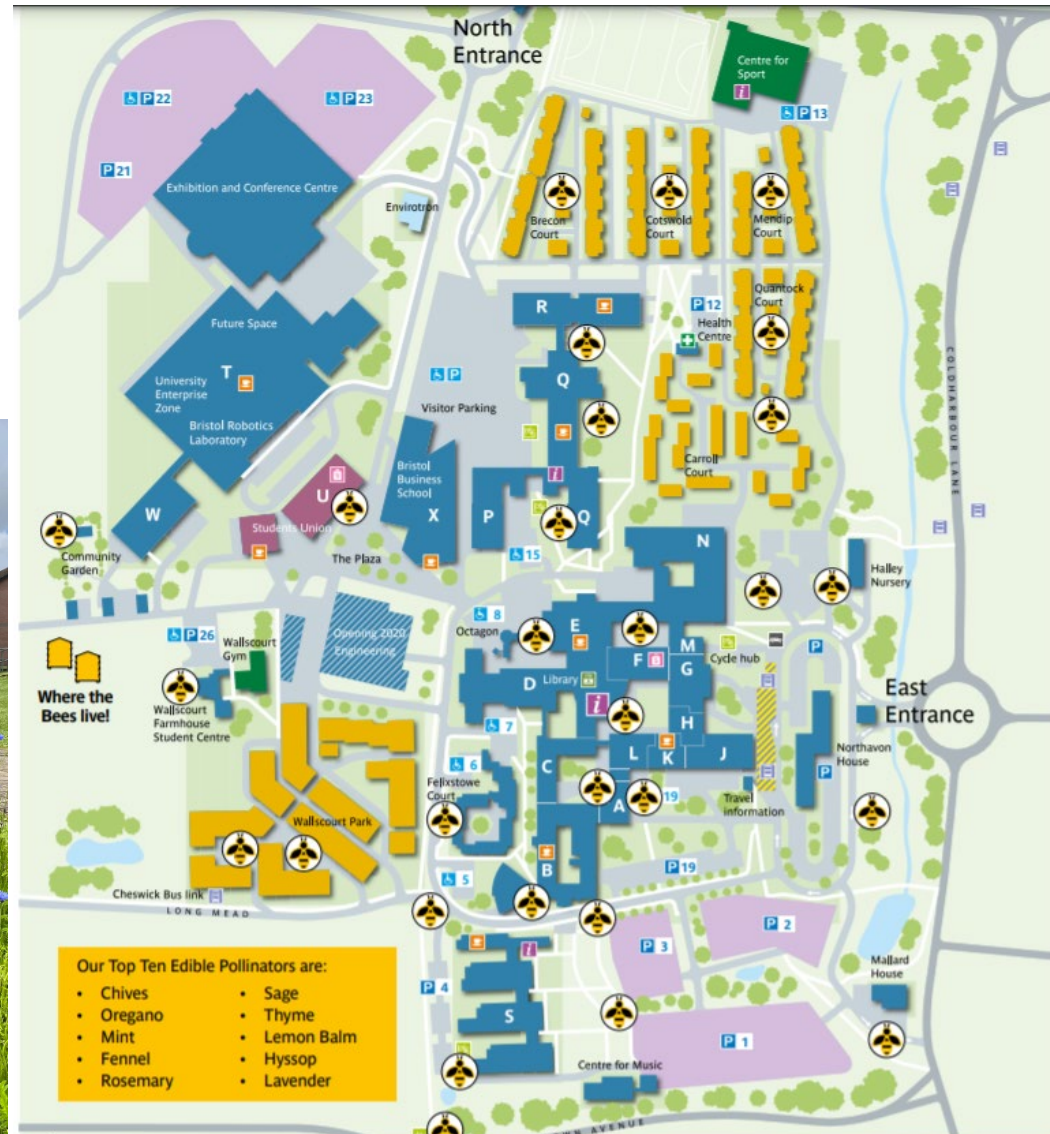 North
Entrance
Centre for
Sport
i
P 22
P 23
P 13
P 21
Exhibition and Conference Centre
Envirotron
Brecon
Court
Cotswold
Court
Mendip
Court
Quantock
Court
R
P 12
Health
Centre
Future Space
T
University
Enterprise
Zone
Bristol Robotics
Laboratory
P
Q
Visitor Parking
COLDHARBOUR LANE
Bristol
Business
School
Carroll
Court
i
U
X
P
Q
W
Students Union
N
Community
Garden
The Plaza
15
Halley
Nursery
8
Octagon
E
Opening 2020
Engineering
P 26
Wallscourt
Gym
M
F
G
Cycle hub
P
Where the
Bees live!
D
Library
i
East
Entrance
Wallscourt
Farmhouse
Student Centre
7
H
Northavon
House
6
C
L
K
J
P
Felixstowe
Court
A
19
Travel
information
Wallscourt Park
B
P 19
5
Cheswick Bus link
LONG MEAD
P 2
P 3
i
Mallard
House
Our Top Ten Edible Pollinators are:
• Chives
• Oregano
• Mint
• Fennel
• Rosemary
• Sage
• Thyme
• Lemon Balm
• Hyssop
• Lavender
P 4
S
P 1
Centre for Music
AVENUE